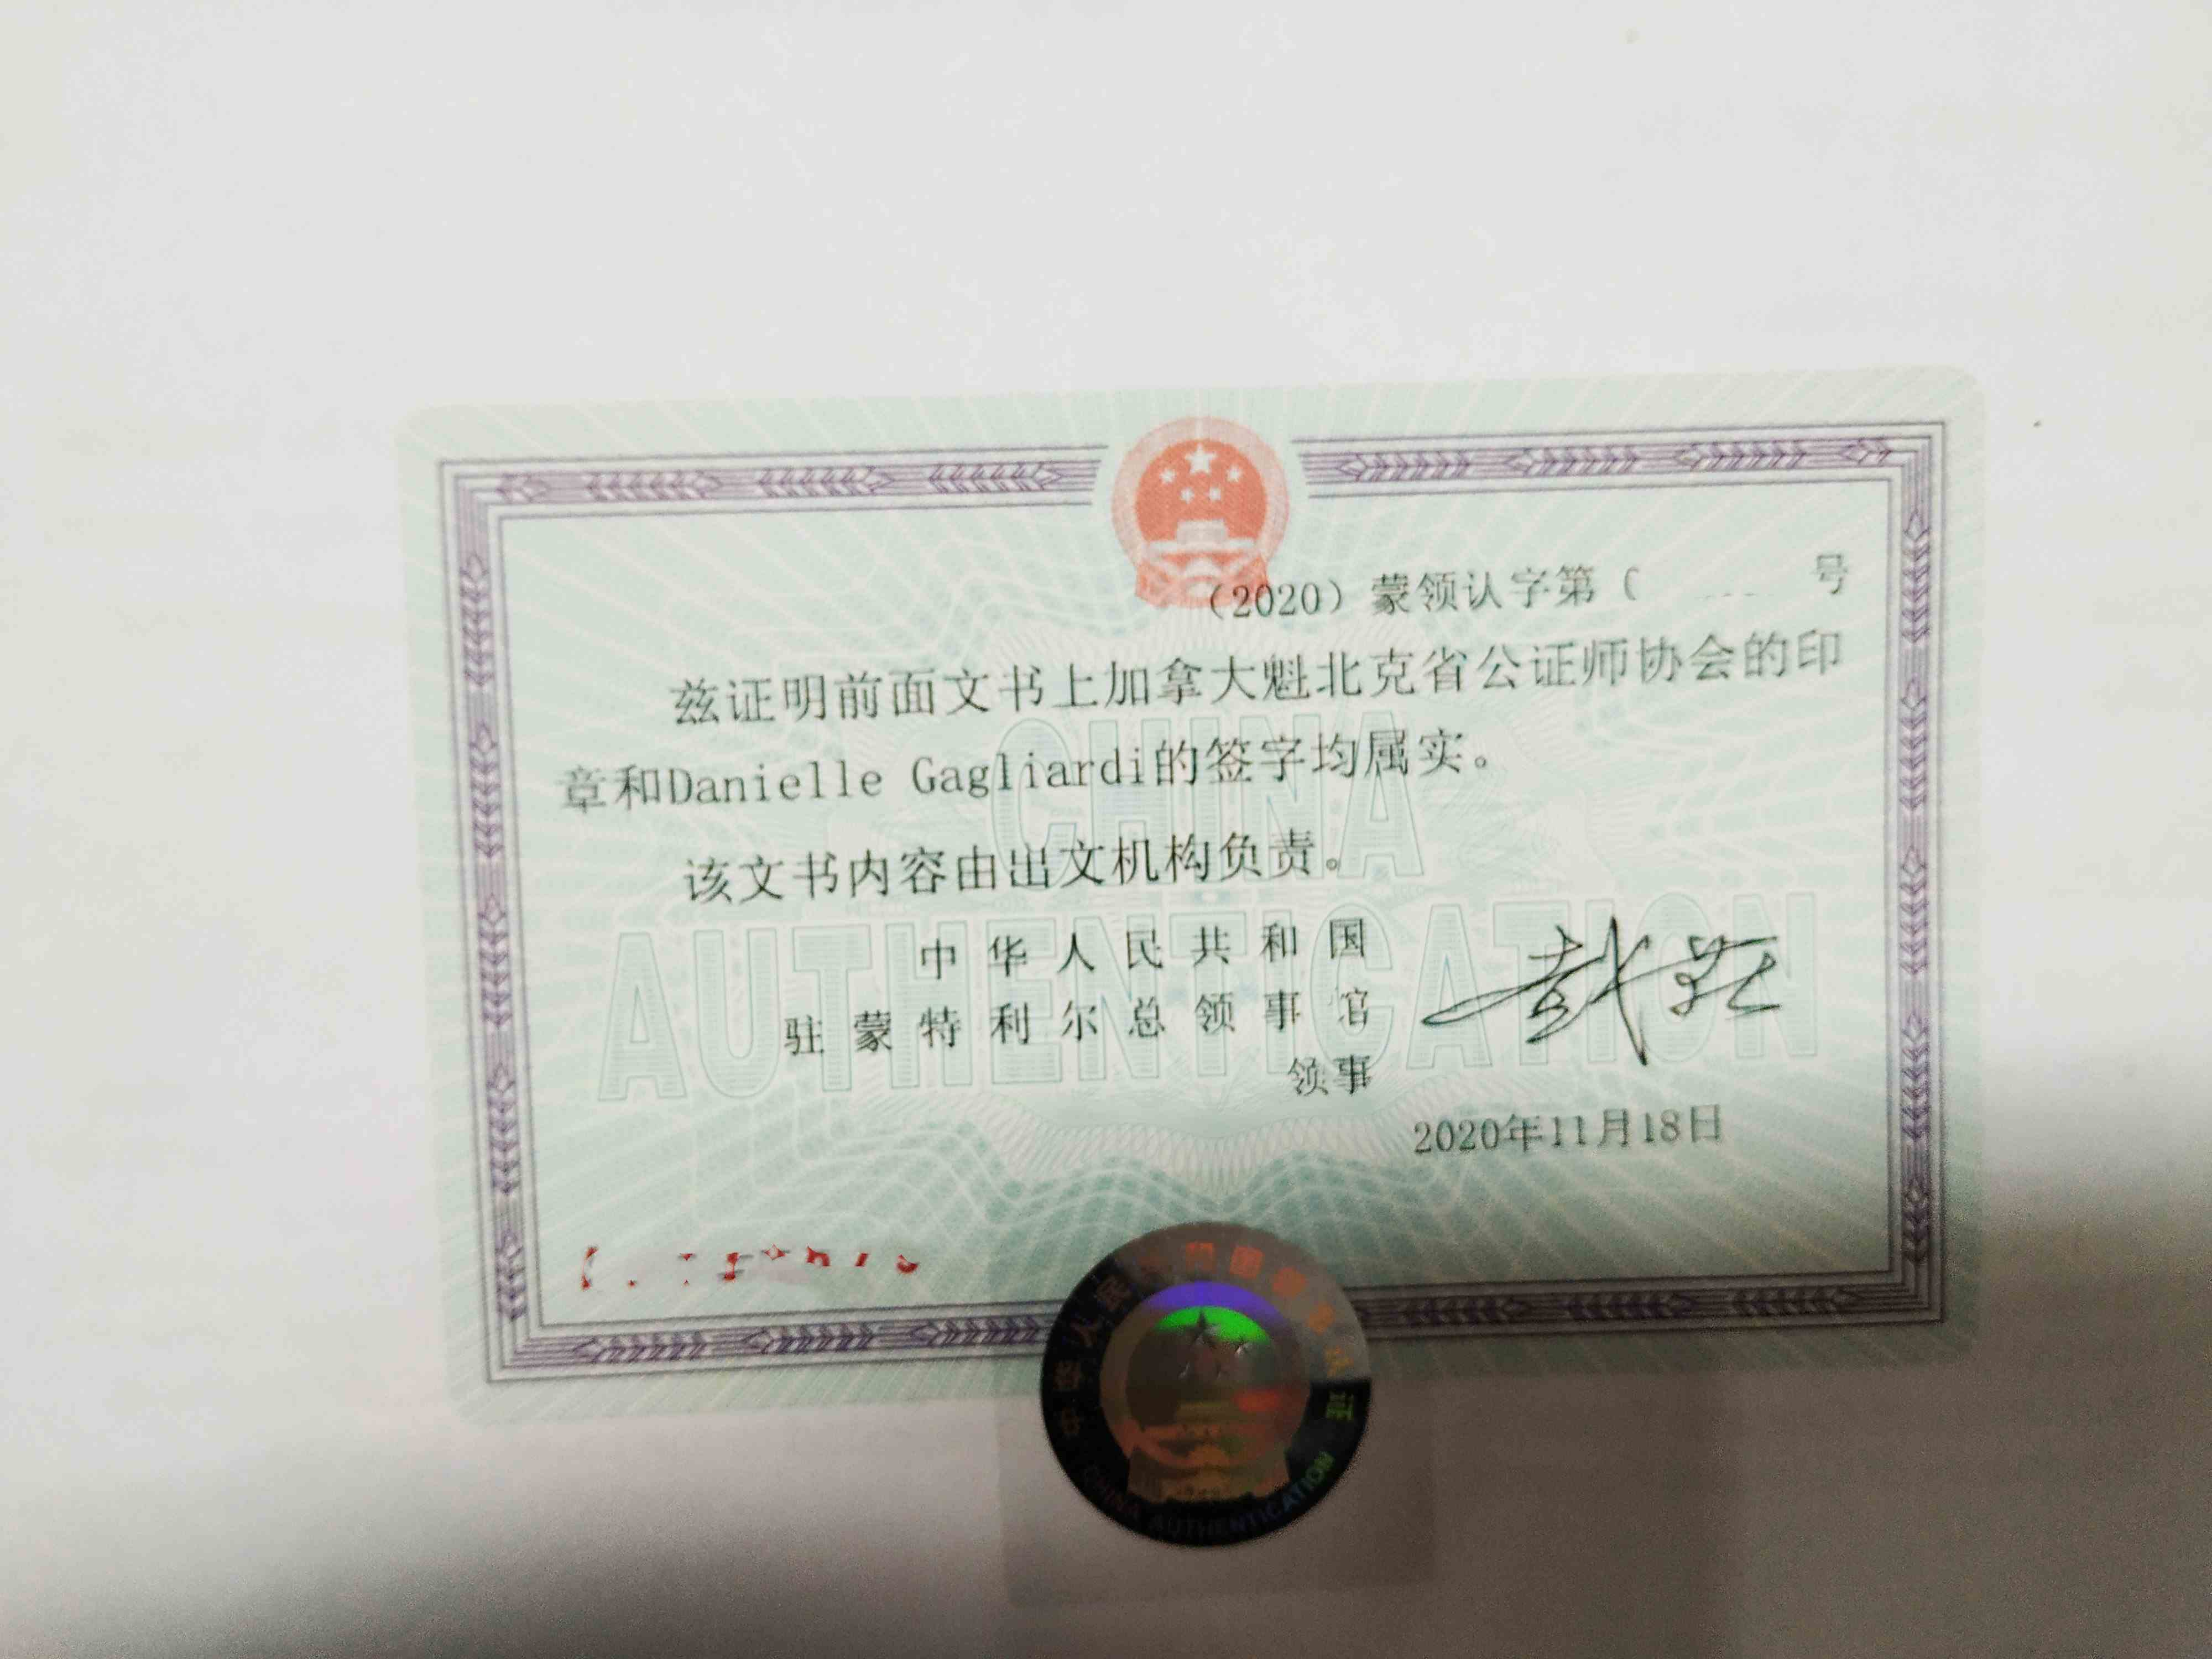 （2020）蒙领认字第 号
兹证明前面文书上加拿大魁北克省公证师协会的印
章和Danielle Gagliardi的签字均属实。
该文书内容由出文机构负责。
中华人民共和国
驻蒙特利尔总领事馆
领事
2020年11月18日
CHINA
AUTHENTICATION
CHINA AUTHENTICATION